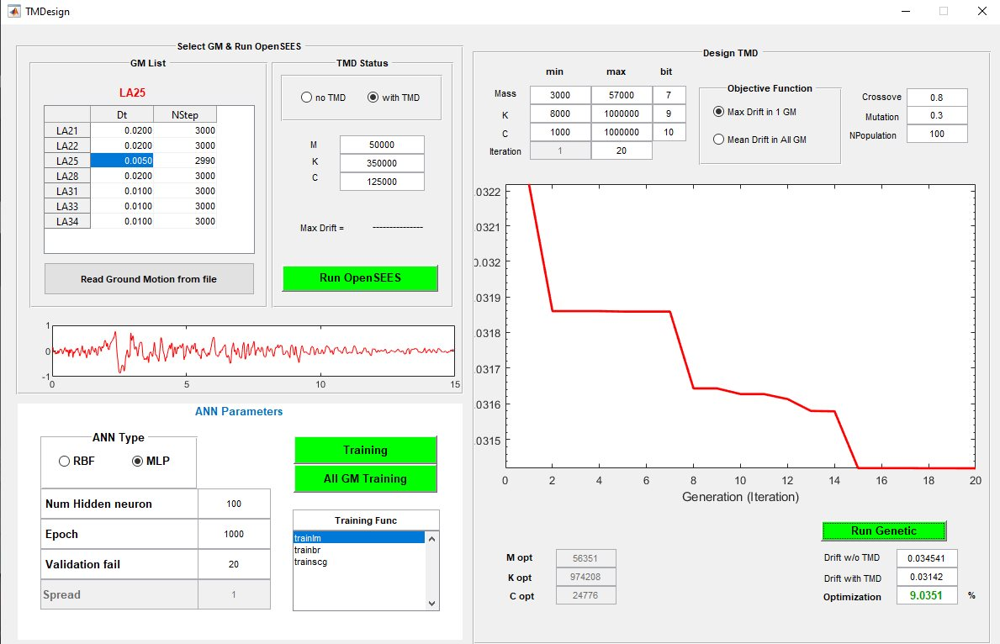 TMDesign
Select GM & Run OpenSEES
GM List
LA25
Dt NStep
LA21 0.0200 3000
LA22 0.0200 3000
LA25 0.0050 2990
LA28 0.0200 3000
LA31 0.0100 3000
LA33 0.0100 3000
LA34 0.0100 3000
Read Ground Motion from file
TMD Status
no TMD with TMD
M 50000
K 350000
C 125000
Max Drift = ---------------
Run OpenSEES
1
0
-1
0 5 10 15
ANN Parameters
ANN Type
RBF MLP
Num Hidden neuron 100
Epoch 1000
Validation fail 20
Spread 1
Training
All GM Training
Training Func
trainlm
trainbr
trainscg
Design TMD
min max bit
Mass 3000 57000 7
K 8000 1000000 9
C 1000 1000000 10
Iteration 1 20
Objective Function
Max Drift in 1 GM
Mean Drift in All GM
Crossove 0.8
Mutation 0.3
NPopulation 100
.0322
.0321
0.032
.0319
.0318
.0317
.0316
.0315
0 2 4 6 8 10 12 14 16 18 20
Generation (Iteration)
Run Genetic
M opt 56351
K opt 974208
C opt 24776
Drift w/o TMD 0.034541
Drift with TMD 0.03142
Optimization 9.0351 %